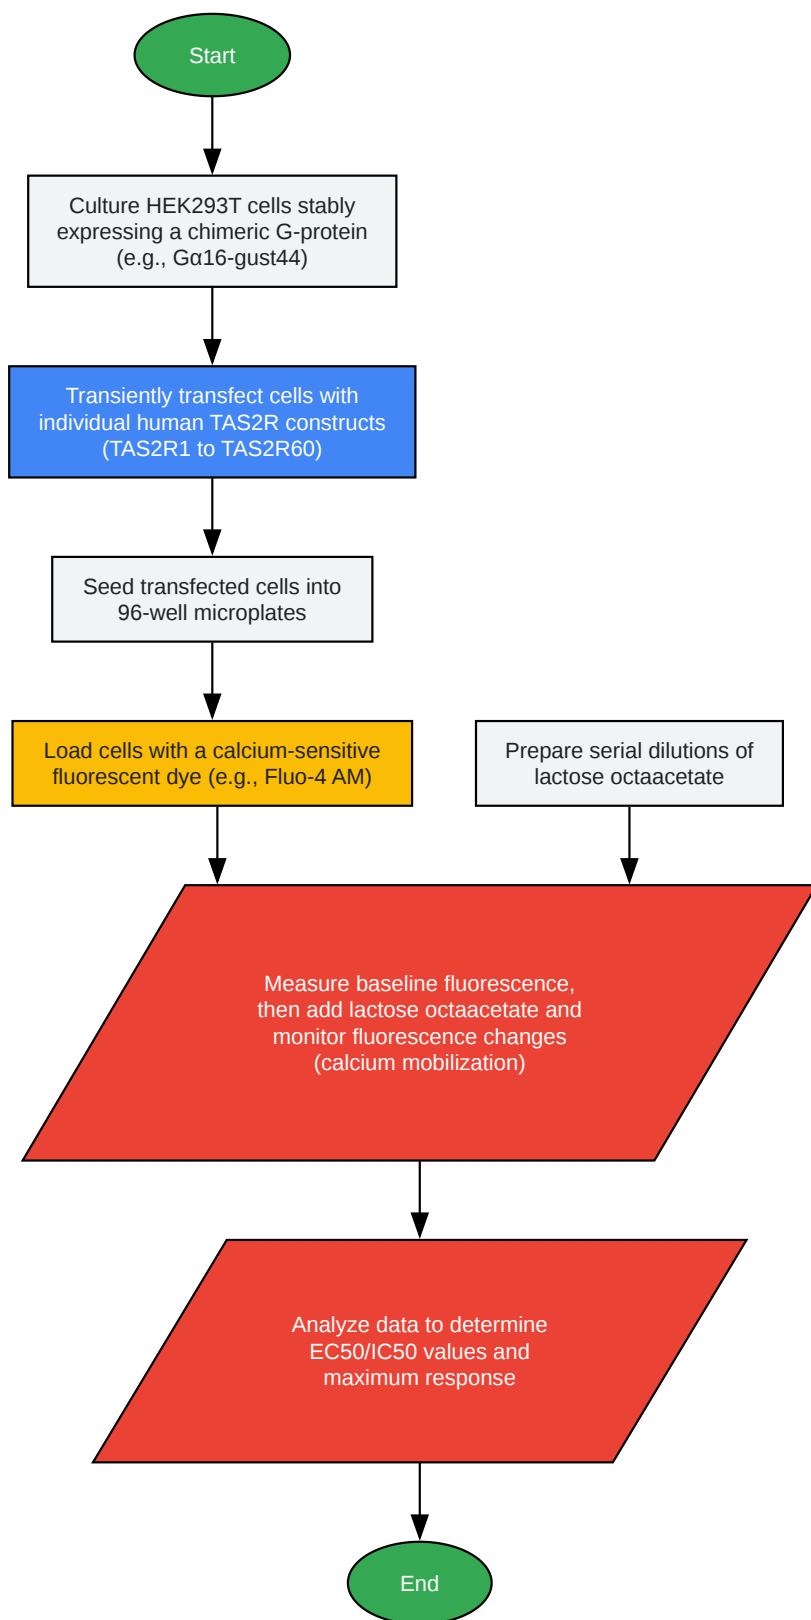 Start
Culture HEK293T cells stably
expressing a chimeric G-protein
(e.g., Gα16-gust44)
Transiently transfect cells with
individual human TAS2R constructs
(TAS2R1 to TAS2R60)
Seed transfected cells into
96-well microplates
Load cells with a calcium-sensitive
fluorescent dye (e.g., Fluo-4 AM)
Prepare serial dilutions of
lactose octaacetate
Measure baseline fluorescence,
then add lactose octaacetate and
monitor fluorescence changes
(calcium mobilization)
Analyze data to determine
EC50/IC50 values and
maximum response
End